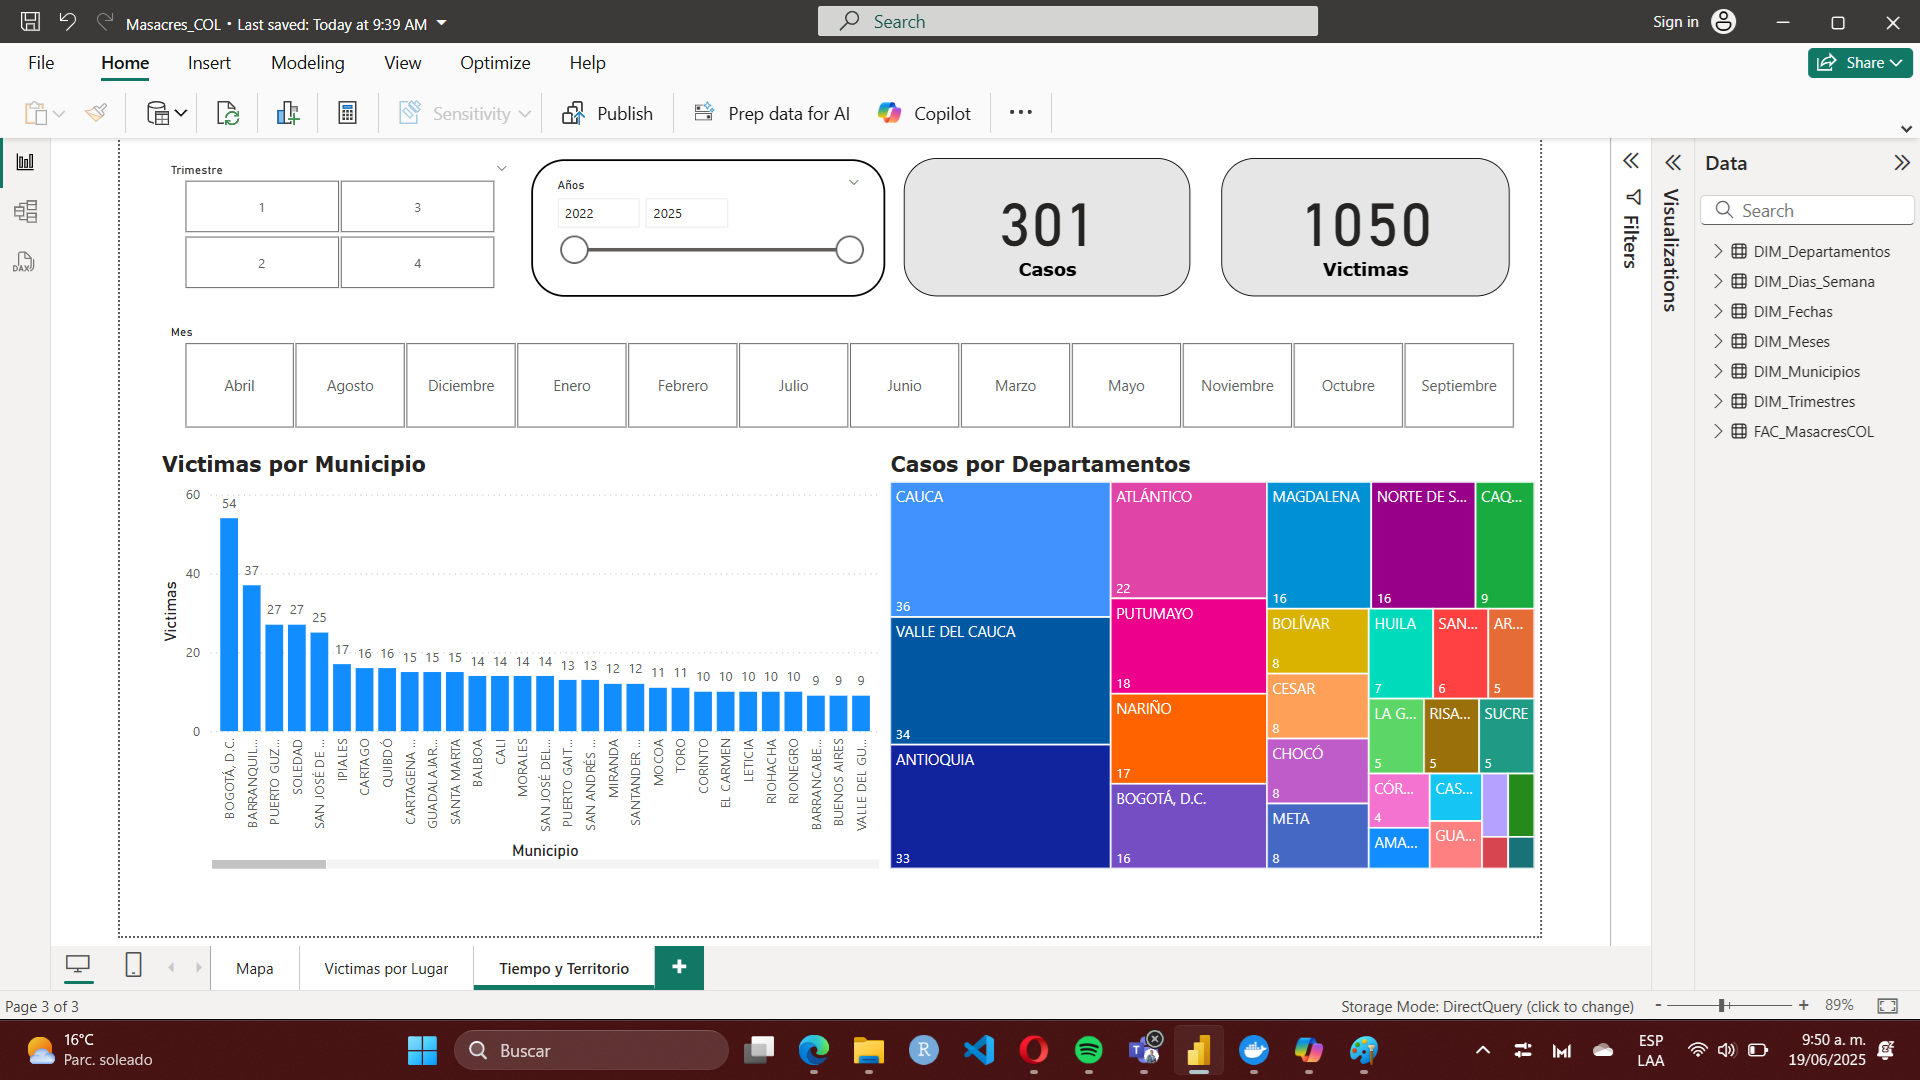 Masacres_COL • Last saved: Today at 9:39 AM
Search
Sign in
File
Home
Insert
Modeling
View
Optimize
Help
Share
Sensitivity
Publish
Prep data for AI
Copilot
DAX
Trimestre
1
3
2
4
Años
2022
2025
301
Casos
1050
Victimas
Mes
Abril
Agosto
Diciembre
Enero
Febrero
Julio
Junio
Marzo
Mayo
Noviembre
Octubre
Septiembre
Victimas por Municipio
Victimas
60
40
20
0
54
37
27
27
25
17
16
16
15
15
15
14
14
14
14
13
13
12
12
11
11
10
10
10
10
10
9
9
9
BOGOTÁ, D.C.
BARRANQUIL...
PUERTO GUZ...
SOLEDAD
SAN JOSÉ DE ...
IPIALES
CARTAGO
QUIBDÓ
CARTAGENA ...
GUADALAJAR...
SANTA MARTA
BALBOA
CALI
MORALES
SAN JOSÉ DEL...
PUERTO GAIT...
SAN ANDRÉS ...
MIRANDA
SANTANDER ...
MOCOA
TORO
CORINTO
EL CARMEN
LETICIA
RIOHACHA
RIONEGRO
BARRANCABE...
BUENOS AIRES
VALLE DEL GU...
Municipio
Casos por Departamentos
CAUCA
36
VALLE DEL CAUCA
34
ANTIOQUIA
33
ATLÁNTICO
22
PUTUMAYO
18
NARIÑO
17
BOGOTÁ, D.C.
16
MAGDALENA
16
NORTE DE S...
16
CAQ...
9
BOLÍVAR
8
CESAR
8
CHOCÓ
8
META
8
HUILA
7
SAN...
6
AR...
5
LA G...
5
RISA...
5
SUCRE
5
CÓR...
4
AMA...
CAS...
GUA...
Filters
Visualizations
Data
Search
DIM_Departamentos
DIM_Dias_Semana
DIM_Fechas
DIM_Meses
DIM_Municipios
DIM_Trimestres
FAC_MasacresCOL
Mapa
Victimas por Lugar
Tiempo y Territorio
Page 3 of 3
Storage Mode: DirectQuery (click to change)
89%
16°C
Parc. soleado
Buscar
ESP
LAA
9:50 a. m.
19/06/2025